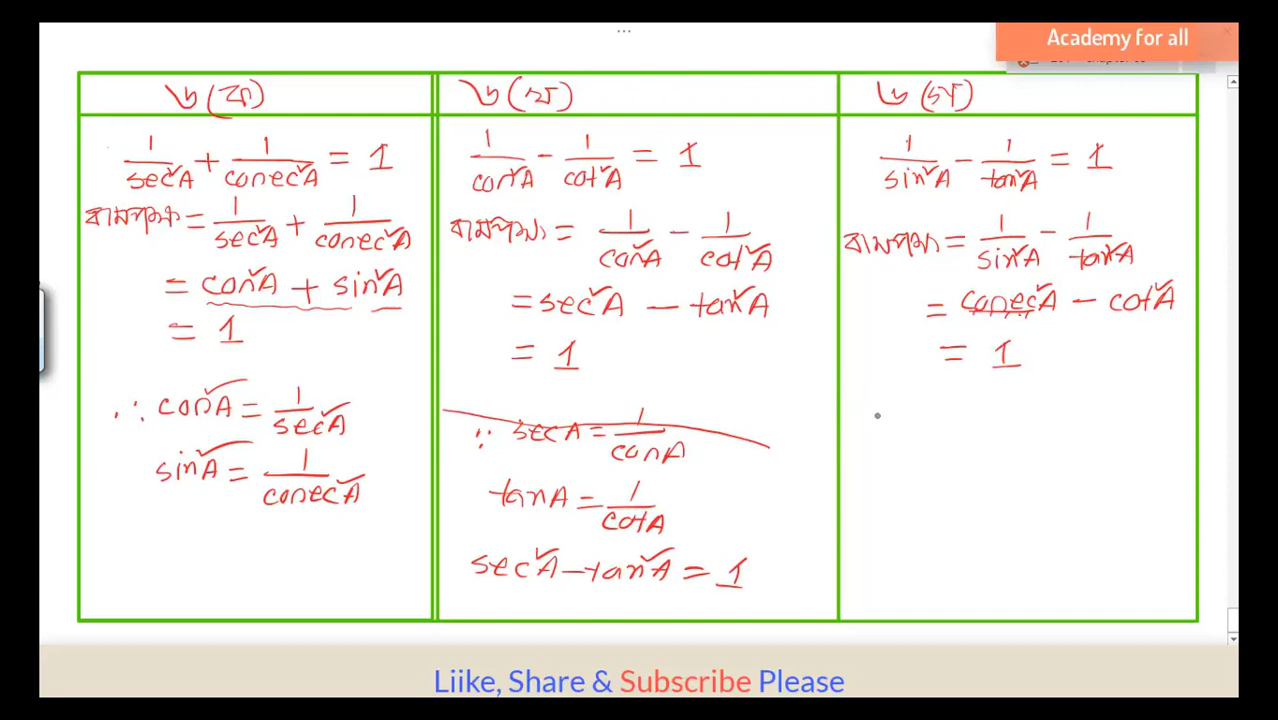 Academy for all
৬ (ক)
1/sec²A + 1/cosec²A = 1
বামপক্ষ = 1/sec²A + 1/cosec²A
= cos²A + sin²A
= 1
∴ cos²A = 1/sec²A
sin²A = 1/cosec²A
৬ (খ)
1/cos²A − 1/cot²A = 1
বামপক্ষ = 1/cos²A − 1/cot²A
= sec²A − tan²A
= 1
∵ secA = 1/cosA
tanA = 1/cotA
sec²A − tan²A = 1
৬ (গ)
1/sin²A − 1/tan²A = 1
বামপক্ষ = 1/sin²A − 1/tan²A
= cosec²A − cot²A
= 1
Liike, Share & Subscribe Please